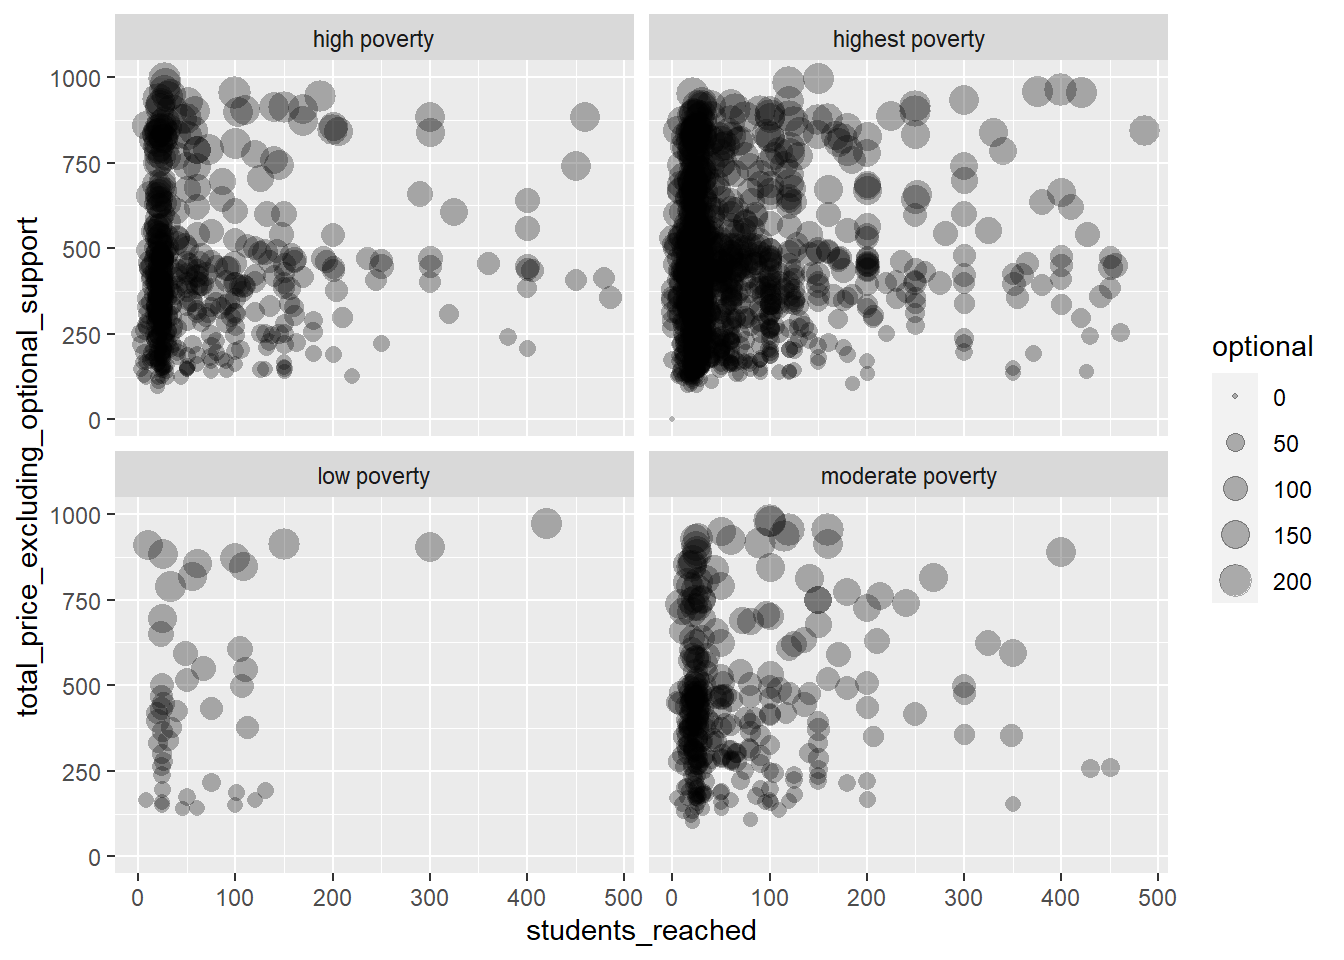 high poverty
highest poverty
1000
750
500
250
0
low poverty
moderate poverty
1000
750
500
250
0
0 100 200 300 400 500
0 100 200 300 400 500
students_reached
total_price_excluding_optional_support
optional
0
50
100
150
200